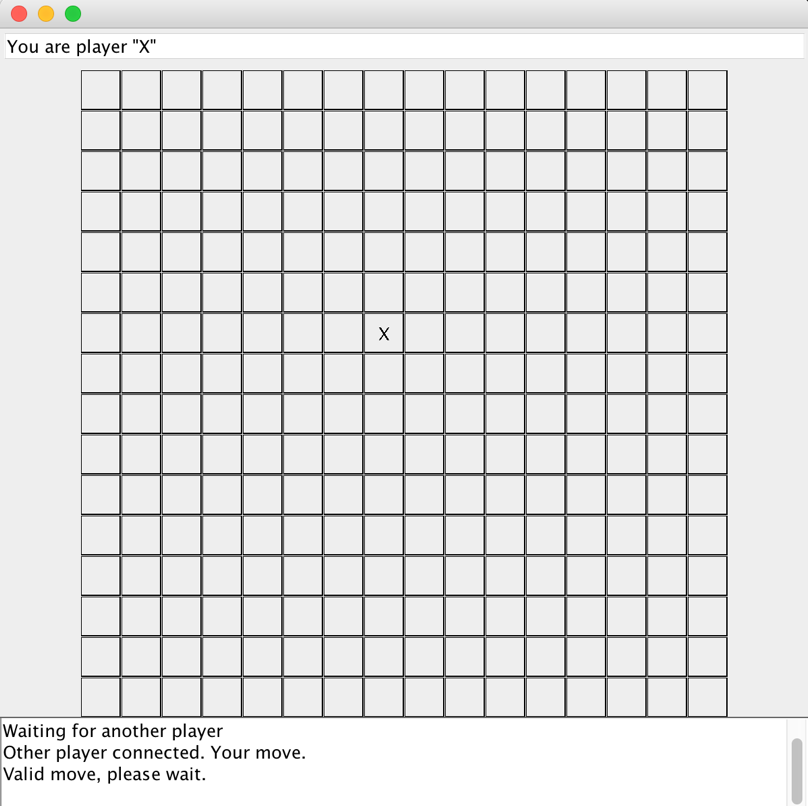 You are player "X"
X
Waiting for another player
Other player connected. Your move.
Valid move, please wait.